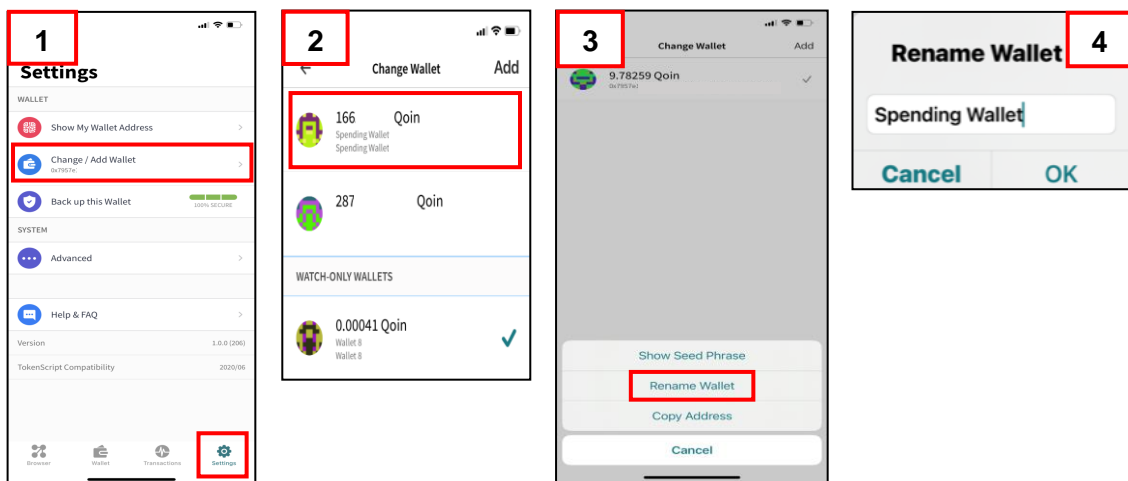 1
Settings
WALLET
Show My Wallet Address
Change / Add Wallet
0x7957e:
Back up this Wallet
100% SECURE
SYSTEM
Advanced
Help & FAQ
Version 1.0.0 (206)
TokenScript Compatibility 2020/06
Browser Wallet Transactions Settings
2
Change Wallet Add
166 Qoin
Spending Wallet
Spending Wallet
287 Qoin
WATCH-ONLY WALLETS
0.00041 Qoin
Wallet 8
Wallet 8
3
Change Wallet Add
9.78259 Qoin
0x7957e1
Show Seed Phrase
Rename Wallet
Copy Address
Cancel
4
Rename Wallet
Spending Wallet
Cancel OK